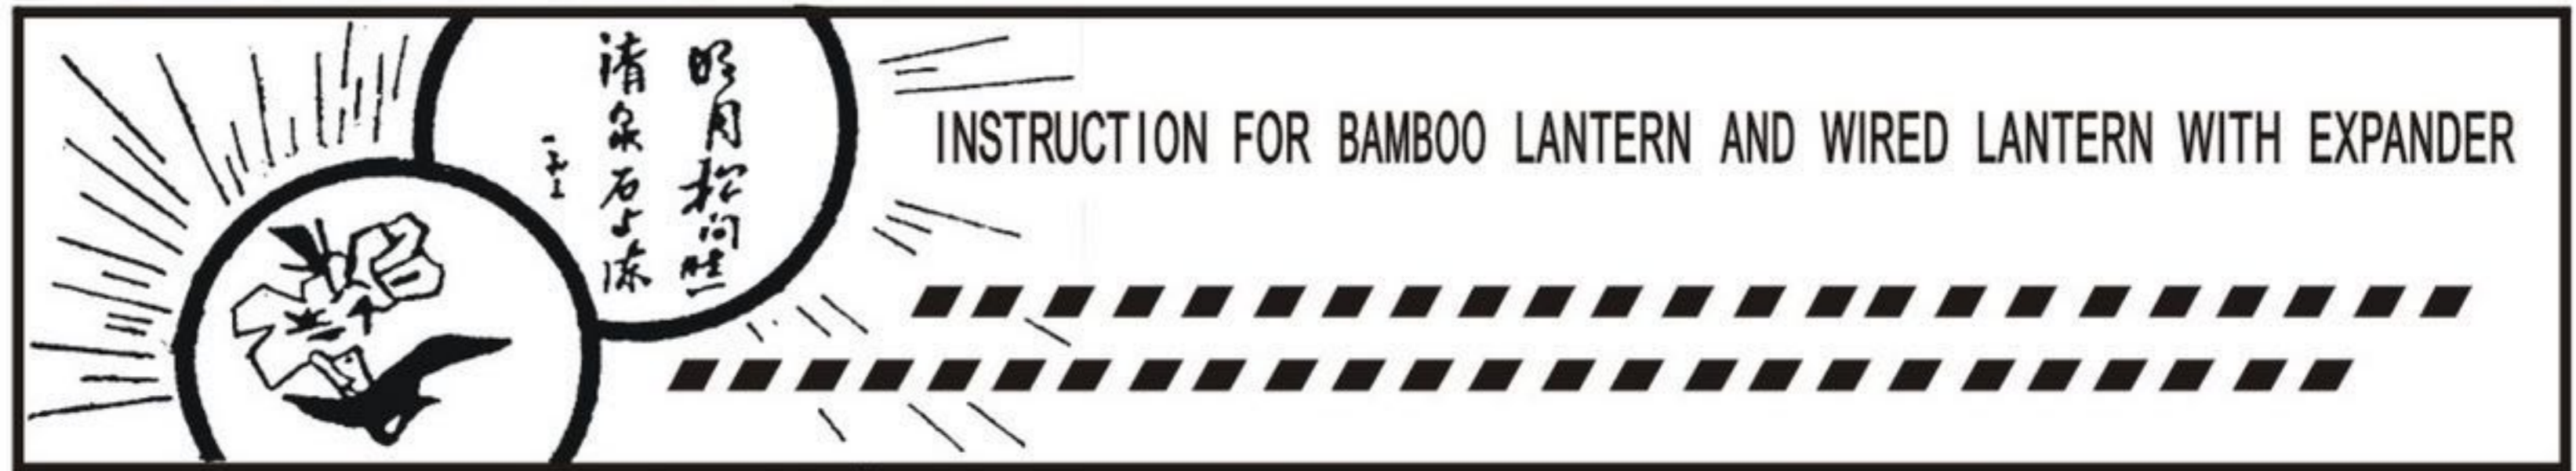 明月松间照
清泉石上流
INSTRUCTION FOR BAMBOO LANTERN AND WIRED LANTERN WITH EXPANDER